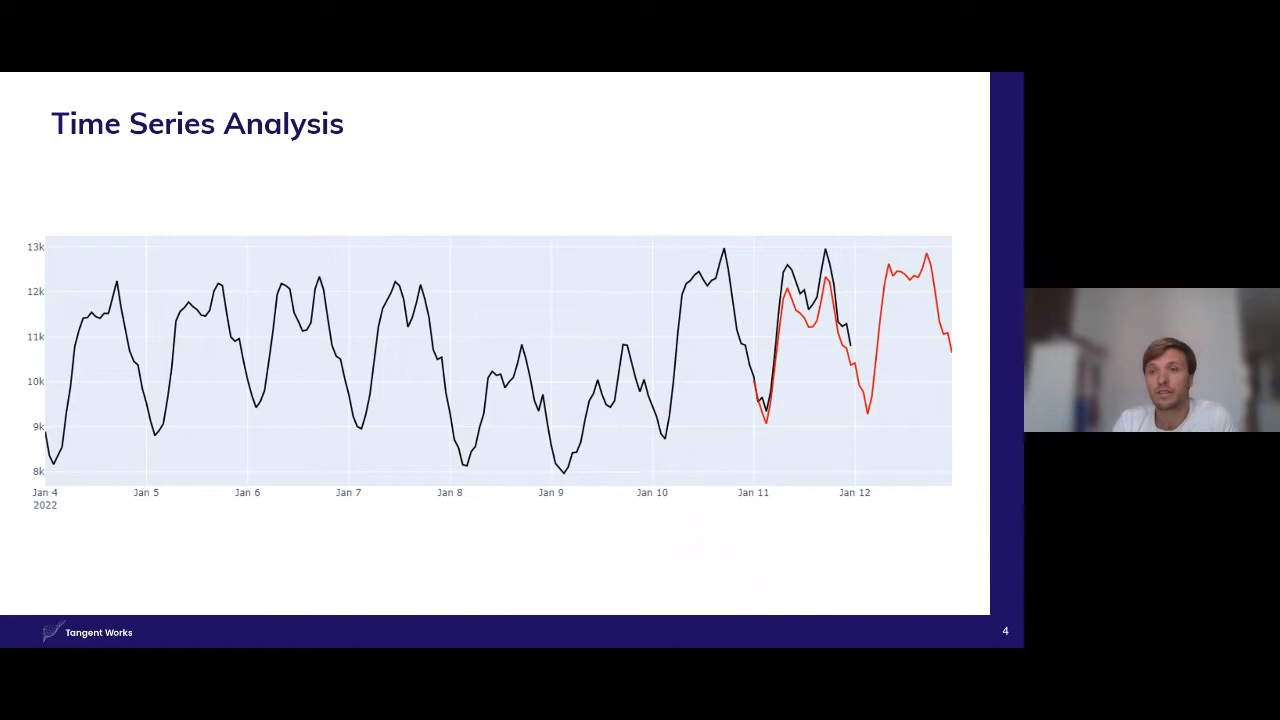 Time Series Analysis
13k
12k
11k
10k
9k
8k
Jan 4 Jan 5 Jan 6 Jan 7 Jan 8 Jan 9 Jan 10 Jan 11 Jan 12
2022
Tangent Works
4